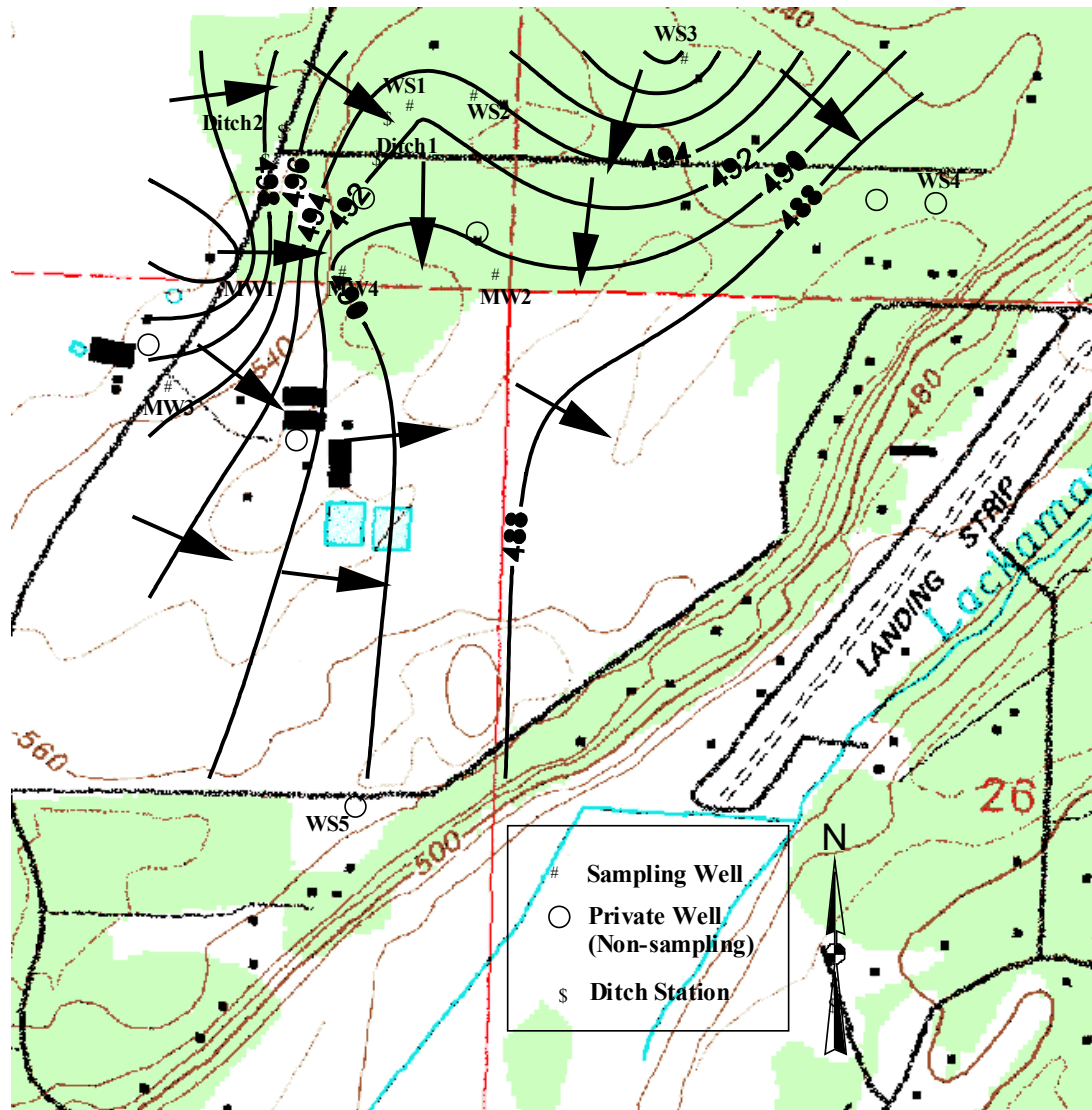 540
WS3
WS1
WS2
Ditch2
Ditch1
498
496
494
492
494
492
490
488
WS4
MW1
MW4
490
MW2
540
480
MW3
488
STRIP
LANDING
560
WS5
500
26
N
# Sampling Well
Private Well
(Non-sampling)
$ Ditch Station